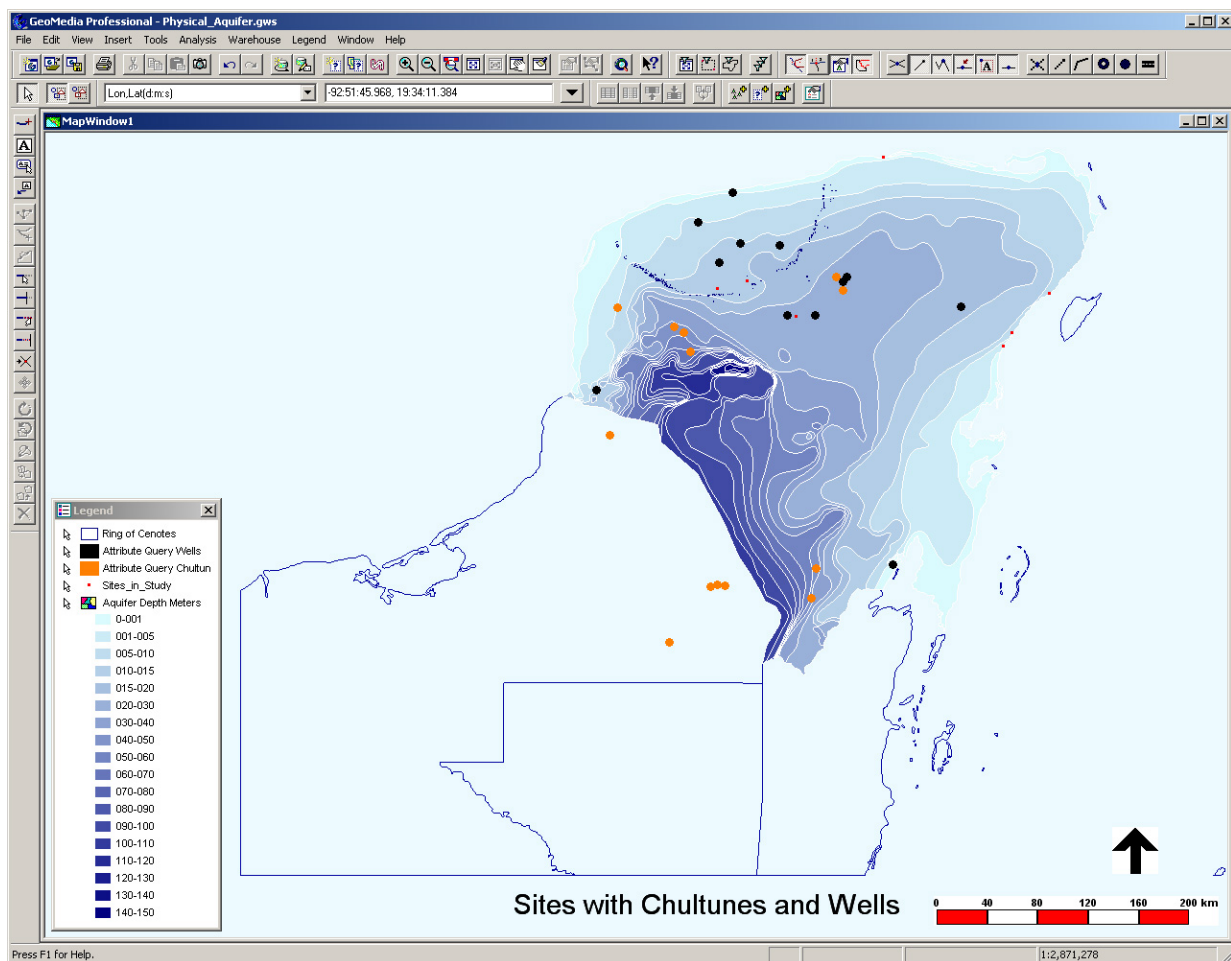 GeoMedia Professional - Physical_Aquifer.gws
File Edit View Insert Tools Analysis Warehouse Legend Window Help
Lon,Lat(d:m:s) -92:51:45.968, 19:34:11.384
MapWindow1
Legend
Ring of Cenotes
Attribute Query Wells
Attribute Query Chultun
Sites_in_Study
Aquifer Depth Meters
0-001
001-005
005-010
010-015
015-020
020-030
030-040
040-050
050-060
060-070
070-080
080-090
090-100
100-110
110-120
120-130
130-140
140-150
Sites with Chultunes and Wells
0 40 80 120 160 200 km
Press F1 for Help.
1:2,871,278